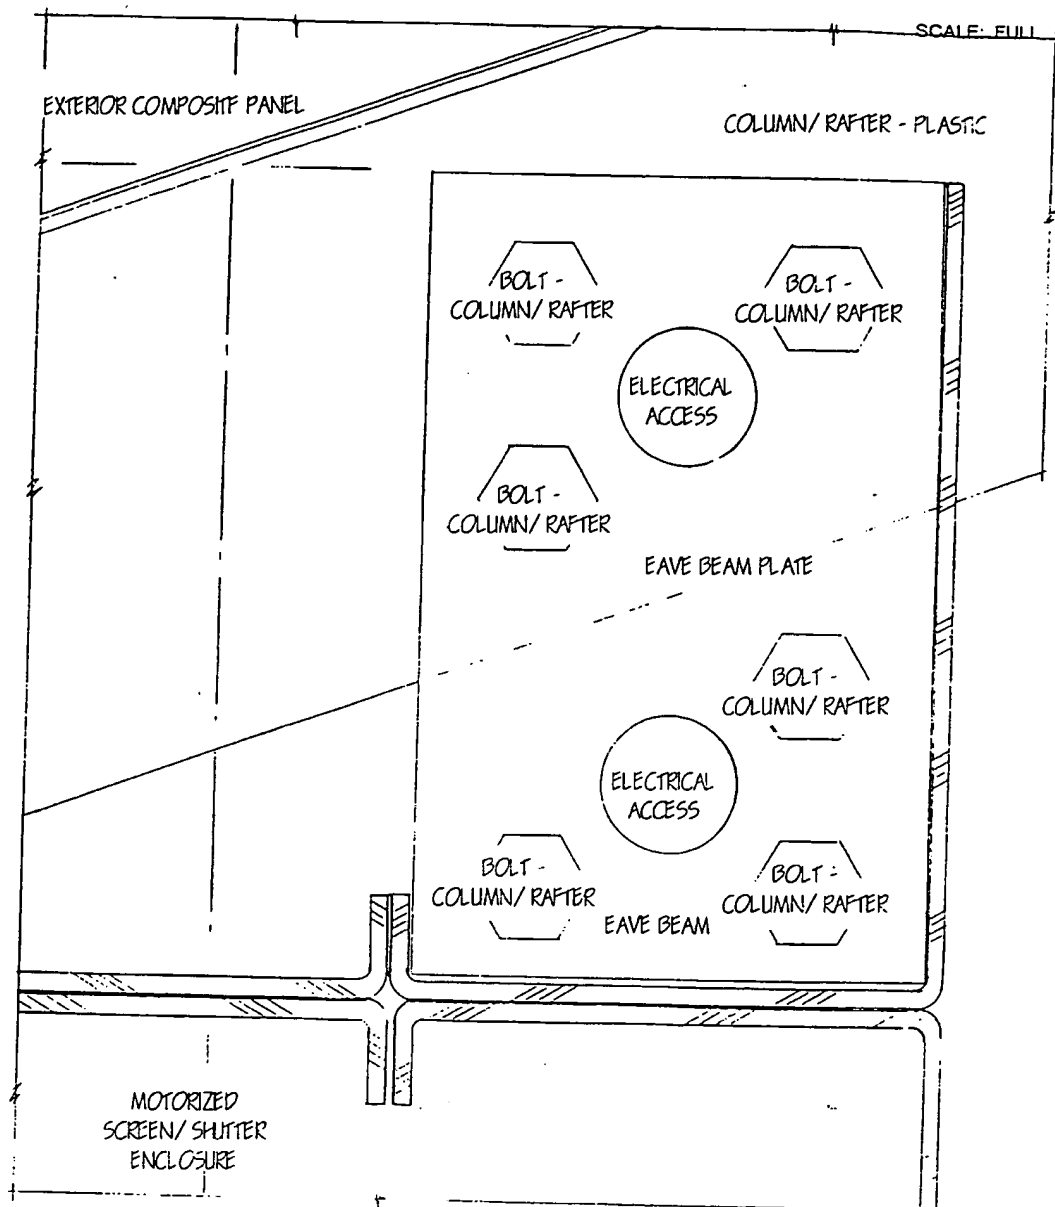 SCALE: FULL
EXTERIOR COMPOSITE PANEL
COLUMN/ RAFTER - PLASTIC
BOLT -
COLUMN/ RAFTER
BOLT -
COLUMN/ RAFTER
ELECTRICAL
ACCESS
BOLT -
COLUMN/ RAFTER
EAVE BEAM PLATE
BOLT -
COLUMN/ RAFTER
ELECTRICAL
ACCESS
BOLT -
COLUMN/ RAFTER
BOLT -
COLUMN/ RAFTER
EAVE BEAM
MOTORIZED
SCREEN/ SHUTTER
ENCLOSURE